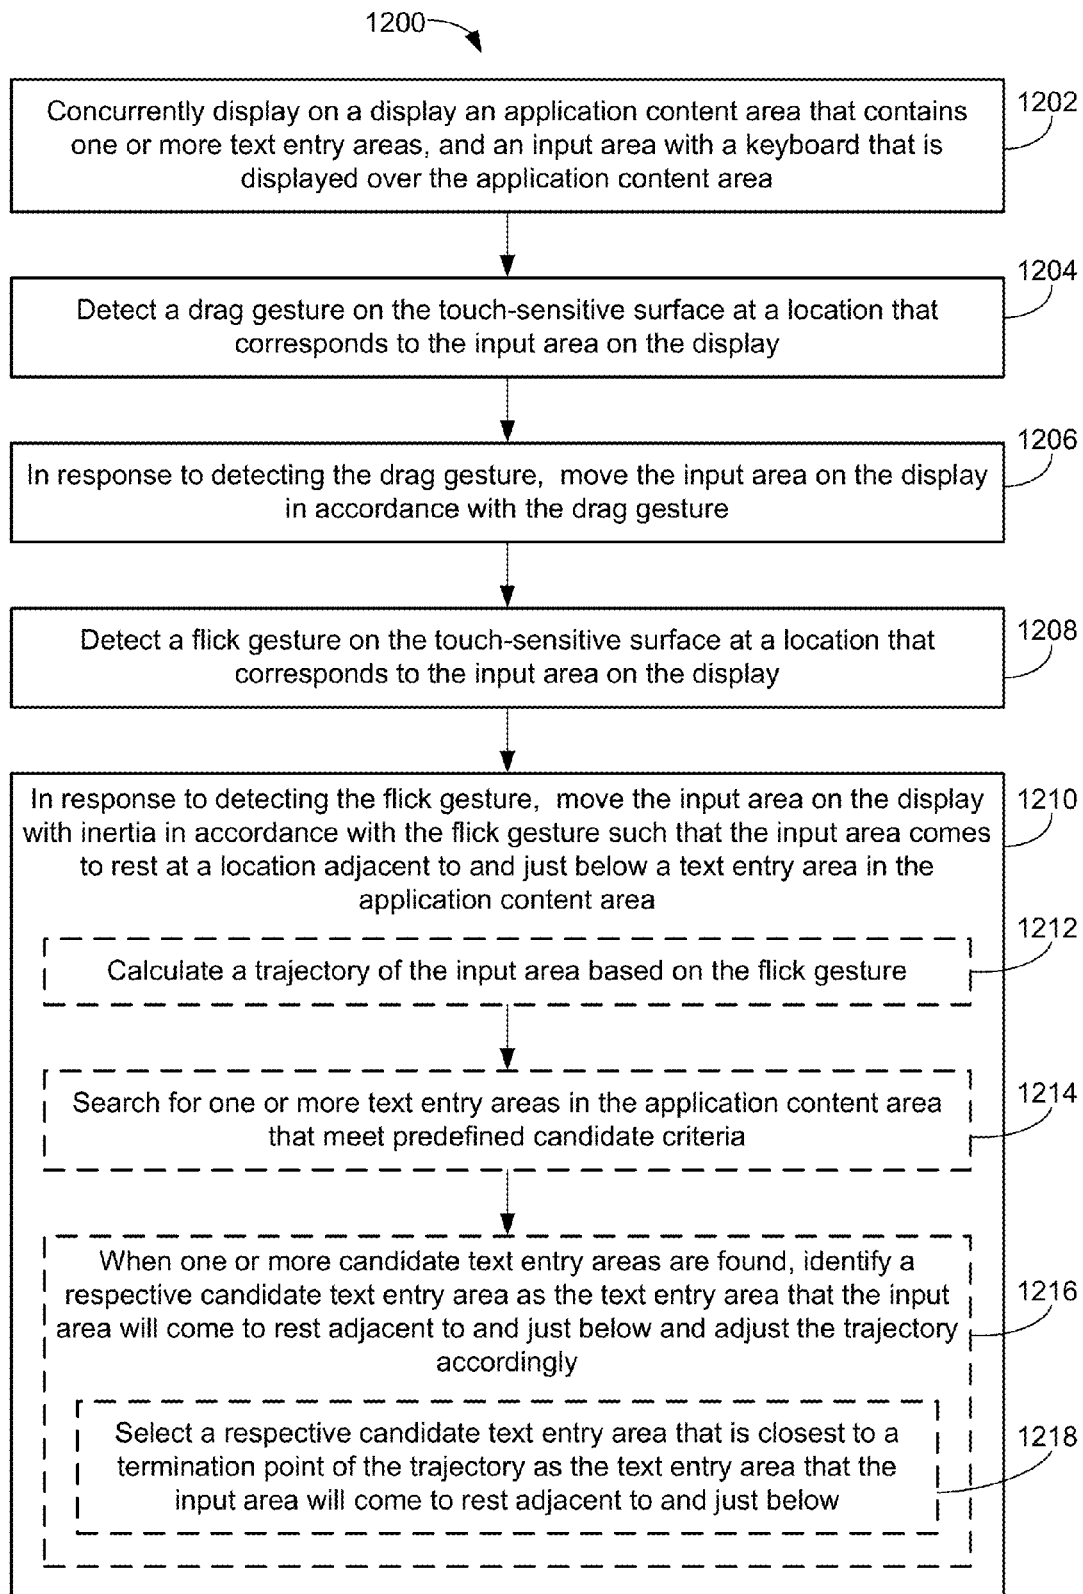 1200
Concurrently display on a display an application content area that contains
one or more text entry areas, and an input area with a keyboard that is
displayed over the application content area
1202
Detect a drag gesture on the touch-sensitive surface at a location that
corresponds to the input area on the display
1204
In response to detecting the drag gesture, move the input area on the display
in accordance with the drag gesture
1206
Detect a flick gesture on the touch-sensitive surface at a location that
corresponds to the input area on the display
1208
In response to detecting the flick gesture, move the input area on the display
with inertia in accordance with the flick gesture such that the input area comes
to rest at a location adjacent to and just below a text entry area in the
application content area
1210
Calculate a trajectory of the input area based on the flick gesture
1212
Search for one or more text entry areas in the application content area
that meet predefined candidate criteria
1214
When one or more candidate text entry areas are found, identify a
respective candidate text entry area as the text entry area that the input
area will come to rest adjacent to and just below and adjust the trajectory
accordingly
1216
Select a respective candidate text entry area that is closest to a
termination point of the trajectory as the text entry area that the
input area will come to rest adjacent to and just below
1218